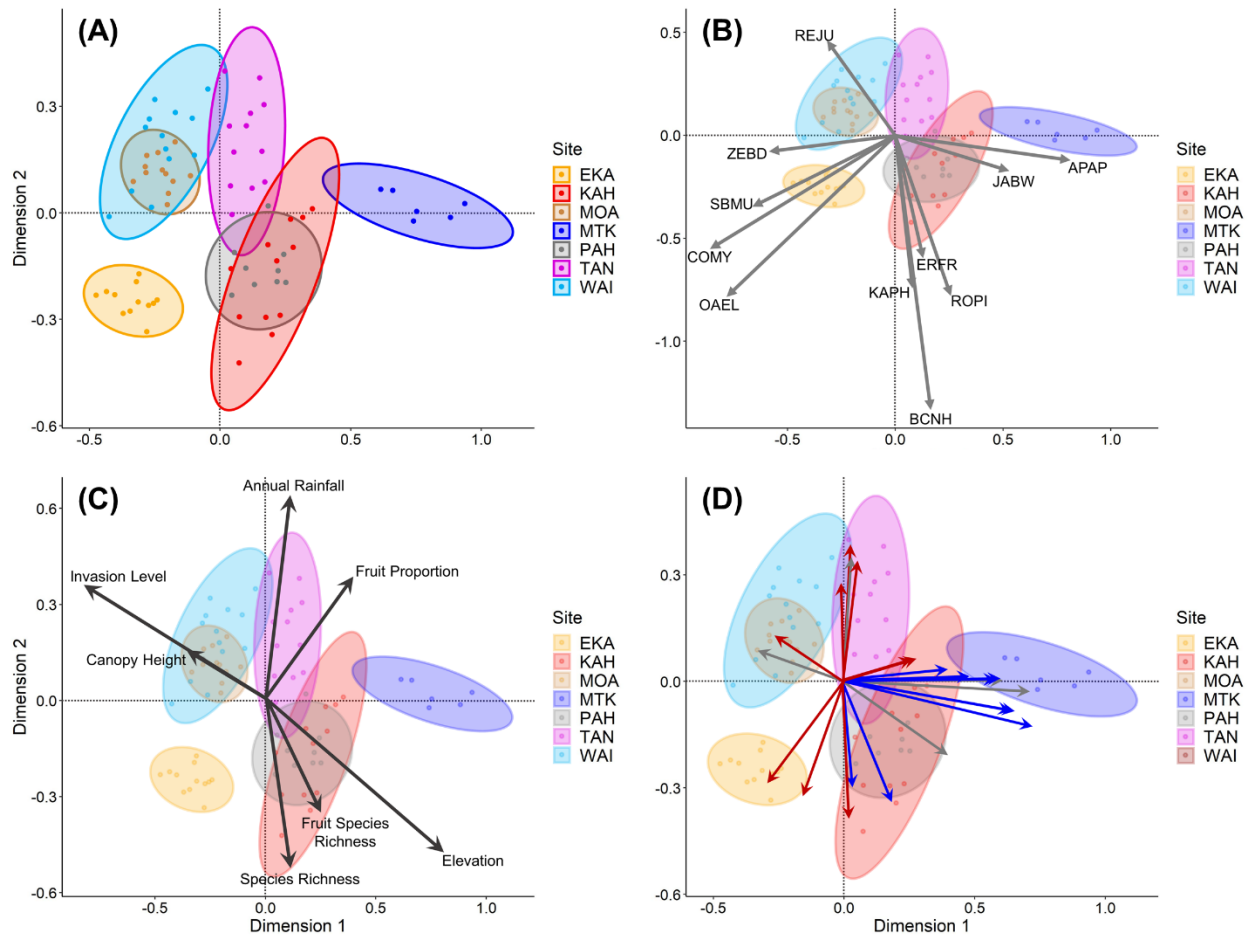 (A)
0.3
0.0
-0.3
-0.6
-0.5
0.0
0.5
1.0
Dimension 2
Site
EKA
KAH
MOA
MTK
PAH
TAN
WAI
(B)
0.5
0.0
-0.5
-1.0
-0.5
0.0
0.5
1.0
REJU
ZEBD
APAP
JABW
SBMU
COMY
ERFR
OAEL
KAPH
ROPI
BCNH
Site
EKA
KAH
MOA
MTK
PAH
TAN
WAI
(C)
0.6
0.3
0.0
-0.3
-0.6
-0.5
0.0
0.5
1.0
Dimension 2
Dimension 1
Annual Rainfall
Invasion Level
Fruit Proportion
Canopy Height
Fruit Species
Richness
Elevation
Species Richness
Site
EKA
KAH
MOA
MTK
PAH
TAN
WAI
(D)
0.3
0.0
-0.3
-0.6
-0.5
0.0
0.5
1.0
Dimension 1
Site
EKA
KAH
MOA
MTK
PAH
TAN
WAI